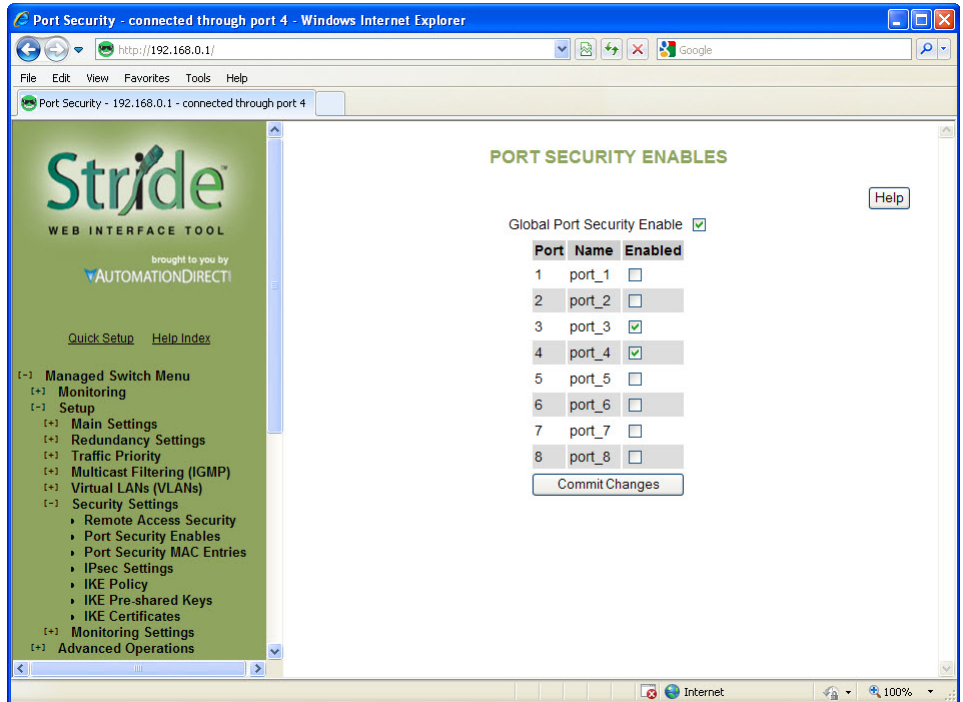 Port Security - connected through port 4 - Windows Internet Explorer
http://192.168.0.1/
Google
File Edit View Favorites Tools Help
Port Security - 192.168.0.1 - connected through port 4
Stride™
WEB INTERFACE TOOL
brought to you by
AUTOMATIONDIRECT
Quick Setup Help Index
[-] Managed Switch Menu
[+] Monitoring
[-] Setup
[+] Main Settings
[+] Redundancy Settings
[+] Traffic Priority
[+] Multicast Filtering (IGMP)
[+] Virtual LANs (VLANs)
[-] Security Settings
Remote Access Security
Port Security Enables
Port Security MAC Entries
IPsec Settings
IKE Policy
IKE Pre-shared Keys
IKE Certificates
[+] Monitoring Settings
[+] Advanced Operations
PORT SECURITY ENABLES
Help
Global Port Security Enable
Port Name Enabled
1 port_1
2 port_2
3 port_3
4 port_4
5 port_5
6 port_6
7 port_7
8 port_8
Commit Changes
Internet
100%